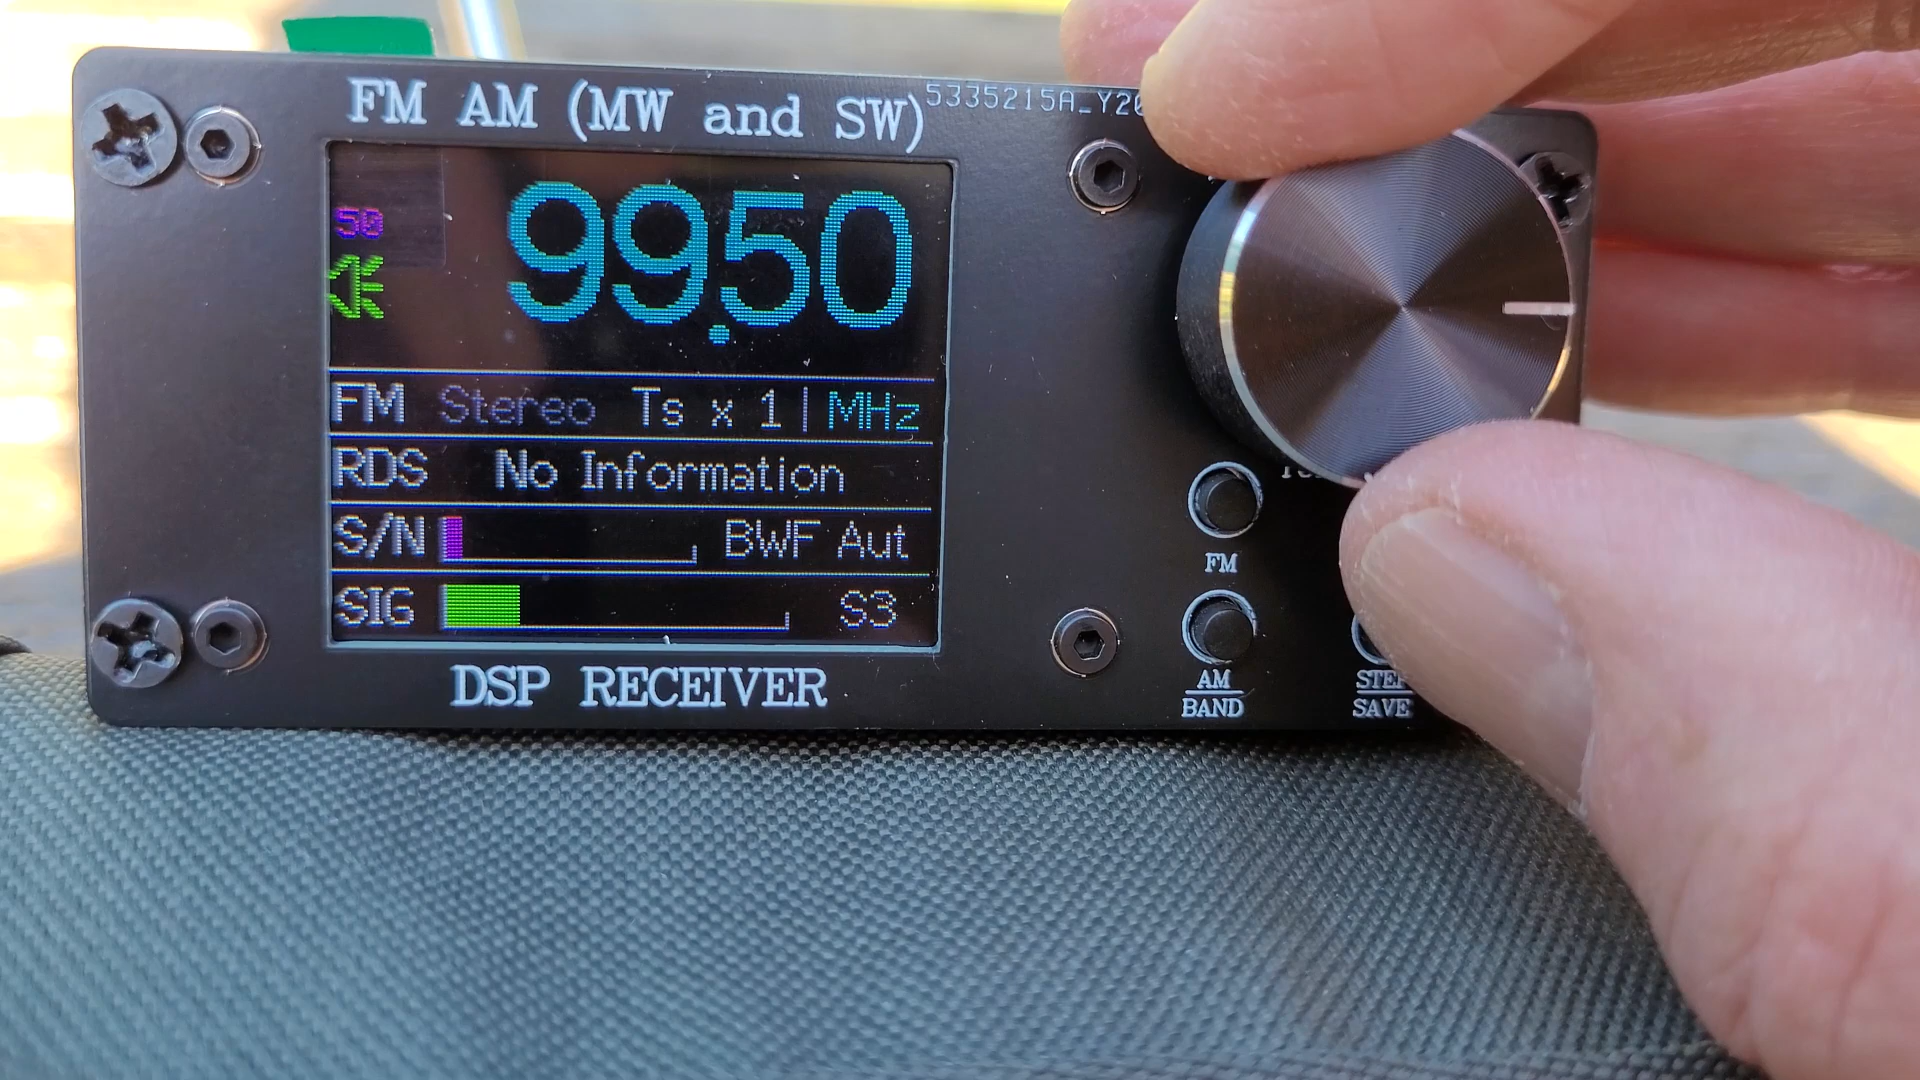 FM AM (MW and SW)
5335215A_Y20
50
99.50
FM Stereo Ts x 1 | MHz
RDS No Information
S/N BWF Aut
SIG S3
DSP RECEIVER
FM
AM
BAND
STEP
SAVE